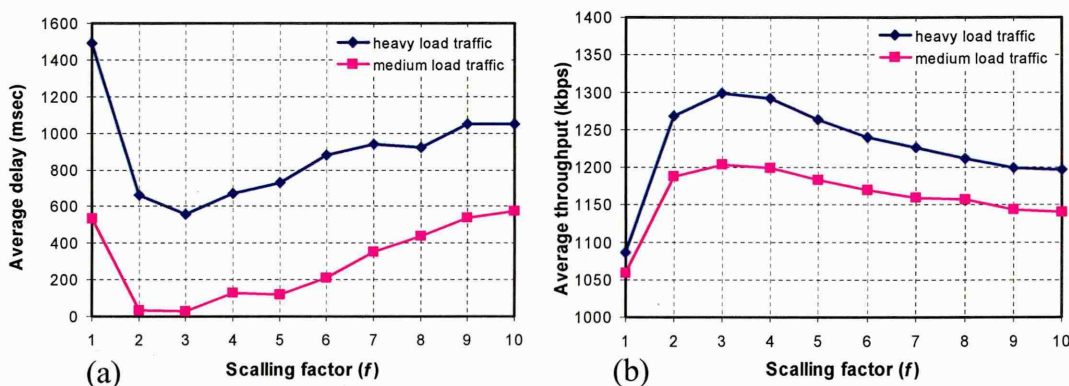 Average delay (msec)
1600
1400
1200
1000
800
600
400
200
0
heavy load traffic
medium load traffic
1 2 3 4 5 6 7 8 9 10
(a)
Scalling factor (f)
Average throughput (kbps)
1400
1350
1300
1250
1200
1150
1100
1050
1000
heavy load traffic
medium load traffic
1 2 3 4 5 6 7 8 9 10
(b)
Scalling factor (f)